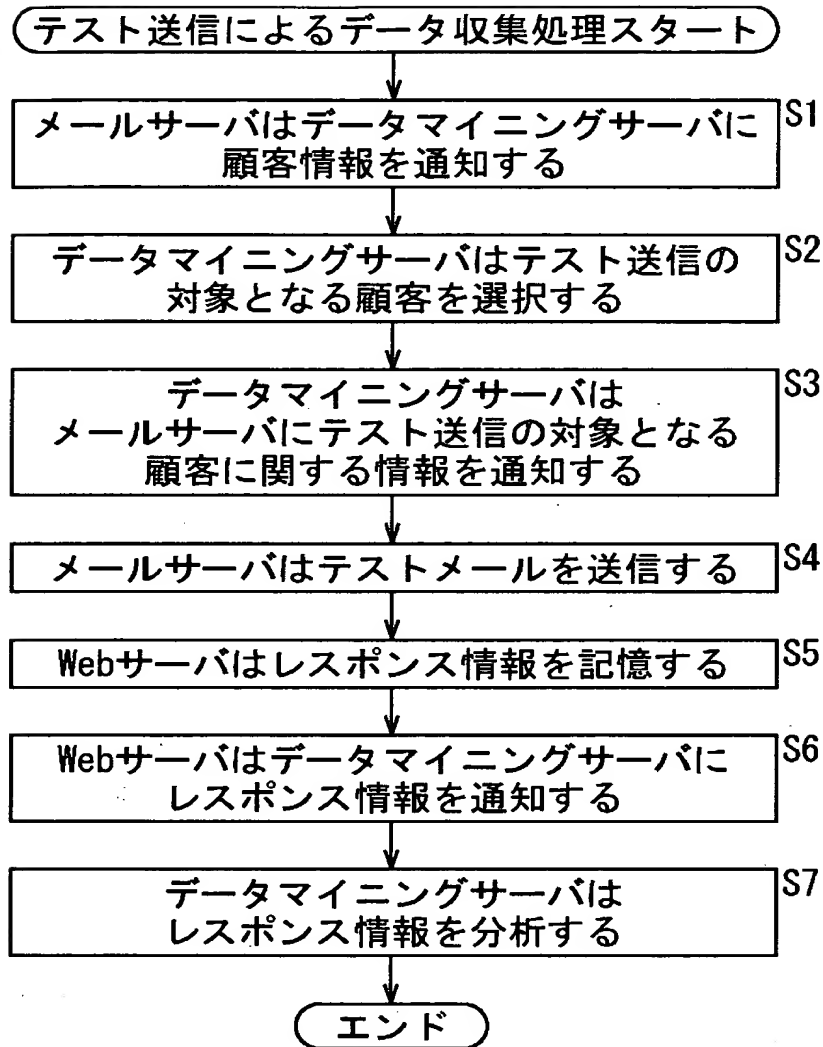 テスト送信によるデータ収集処理スタート
S1
メールサーバはデータマイニングサーバに
顧客情報を通知する
S2
データマイニングサーバはテスト送信の
対象となる顧客を選択する
S3
データマイニングサーバは
メールサーバにテスト送信の対象となる
顧客に関する情報を通知する
S4
メールサーバはテストメールを送信する
S5
Webサーバはレスポンス情報を記憶する
S6
Webサーバはデータマイニングサーバに
レスポンス情報を通知する
S7
データマイニングサーバは
レスポンス情報を分析する
エンド